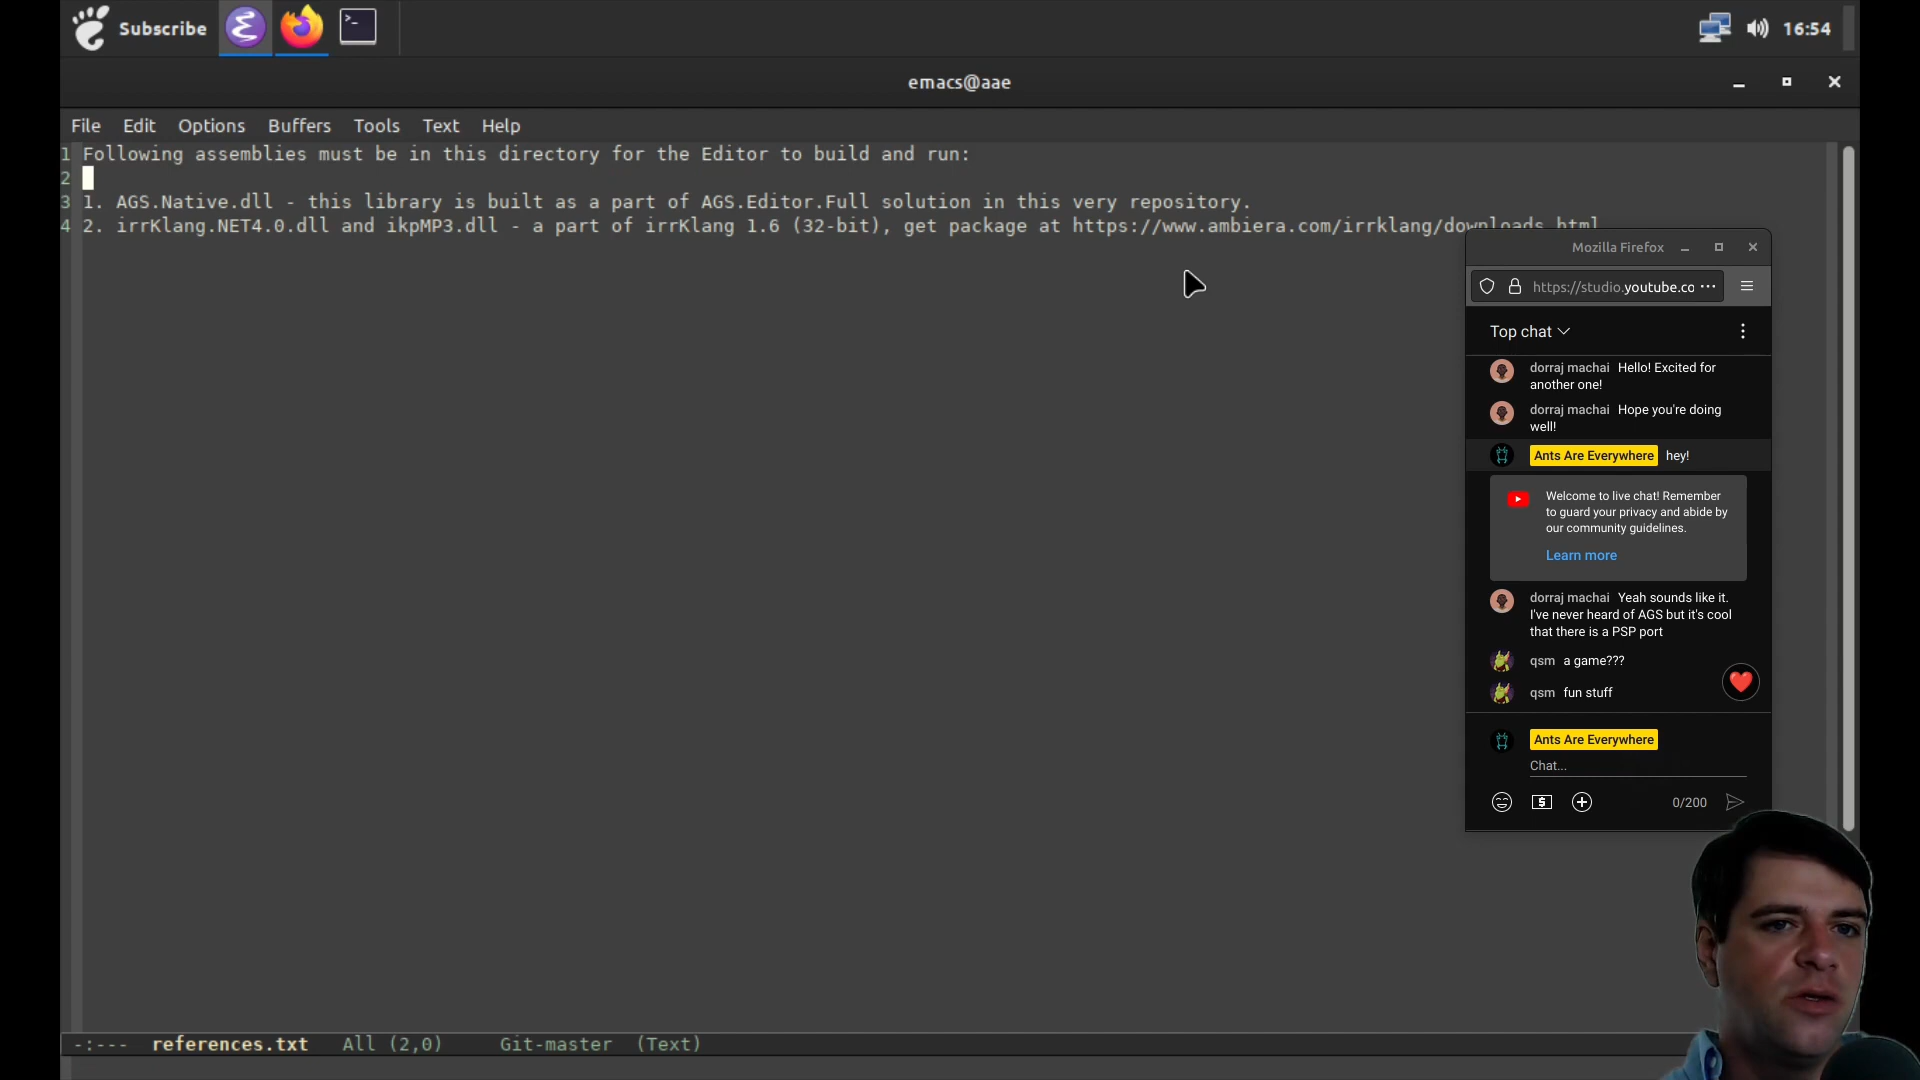 Subscribe
16:54
emacs@aae
File Edit Options Buffers Tools Text Help
1 Following assemblies must be in this directory for the Editor to build and run:
2
3 1. AGS.Native.dll - this library is built as a part of AGS.Editor.Full solution in this very repository.
4 2. irrKlang.NET4.0.dll and ikpMP3.dll - a part of irrKlang 1.6 (32-bit), get package at https://www.ambiera.com/irrklang/downloads.html
Mozilla Firefox
https://studio.youtube.co
Top chat
dorraj machai Hello! Excited for
another one!
dorraj machai Hope you're doing
well!
Ants Are Everywhere hey!
Welcome to live chat! Remember
to guard your privacy and abide by
our community guidelines.
Learn more
dorraj machai Yeah sounds like it.
I've never heard of AGS but it's cool
that there is a PSP port
qsm a game???
qsm fun stuff
Ants Are Everywhere
Chat...
0/200
-:--- references.txt All (2,0) Git-master (Text)